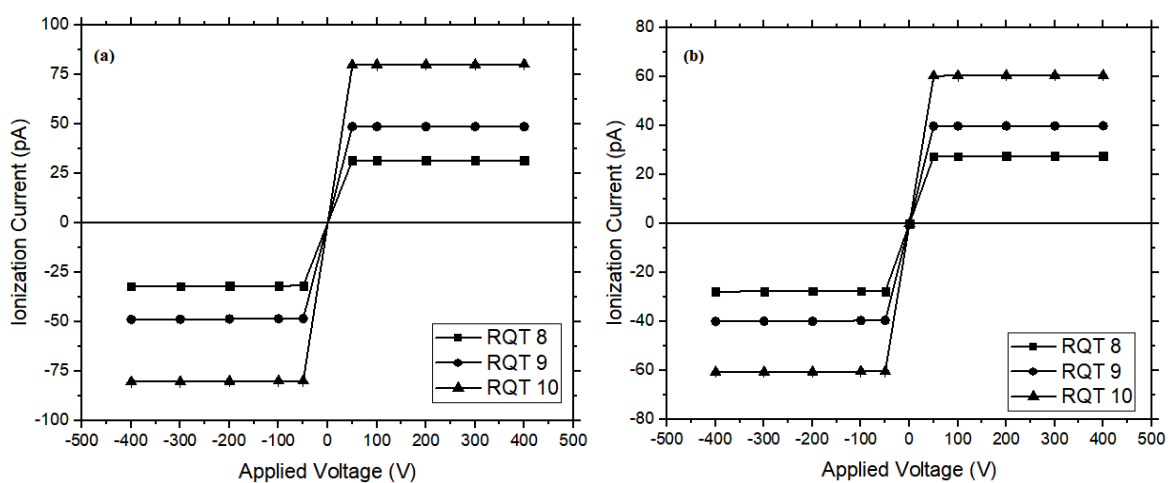 (a)
100
75
50
25
0
-25
-50
-75
-100
Ionization Current (pA)
-500 -400 -300 -200 -100 0 100 200 300 400 500
Applied Voltage (V)
RQT 8
RQT 9
RQT 10
(b)
80
60
40
20
0
-20
-40
-60
-80
Ionization Current (pA)
-500 -400 -300 -200 -100 0 100 200 300 400 500
Applied Voltage (V)
RQT 8
RQT 9
RQT 10